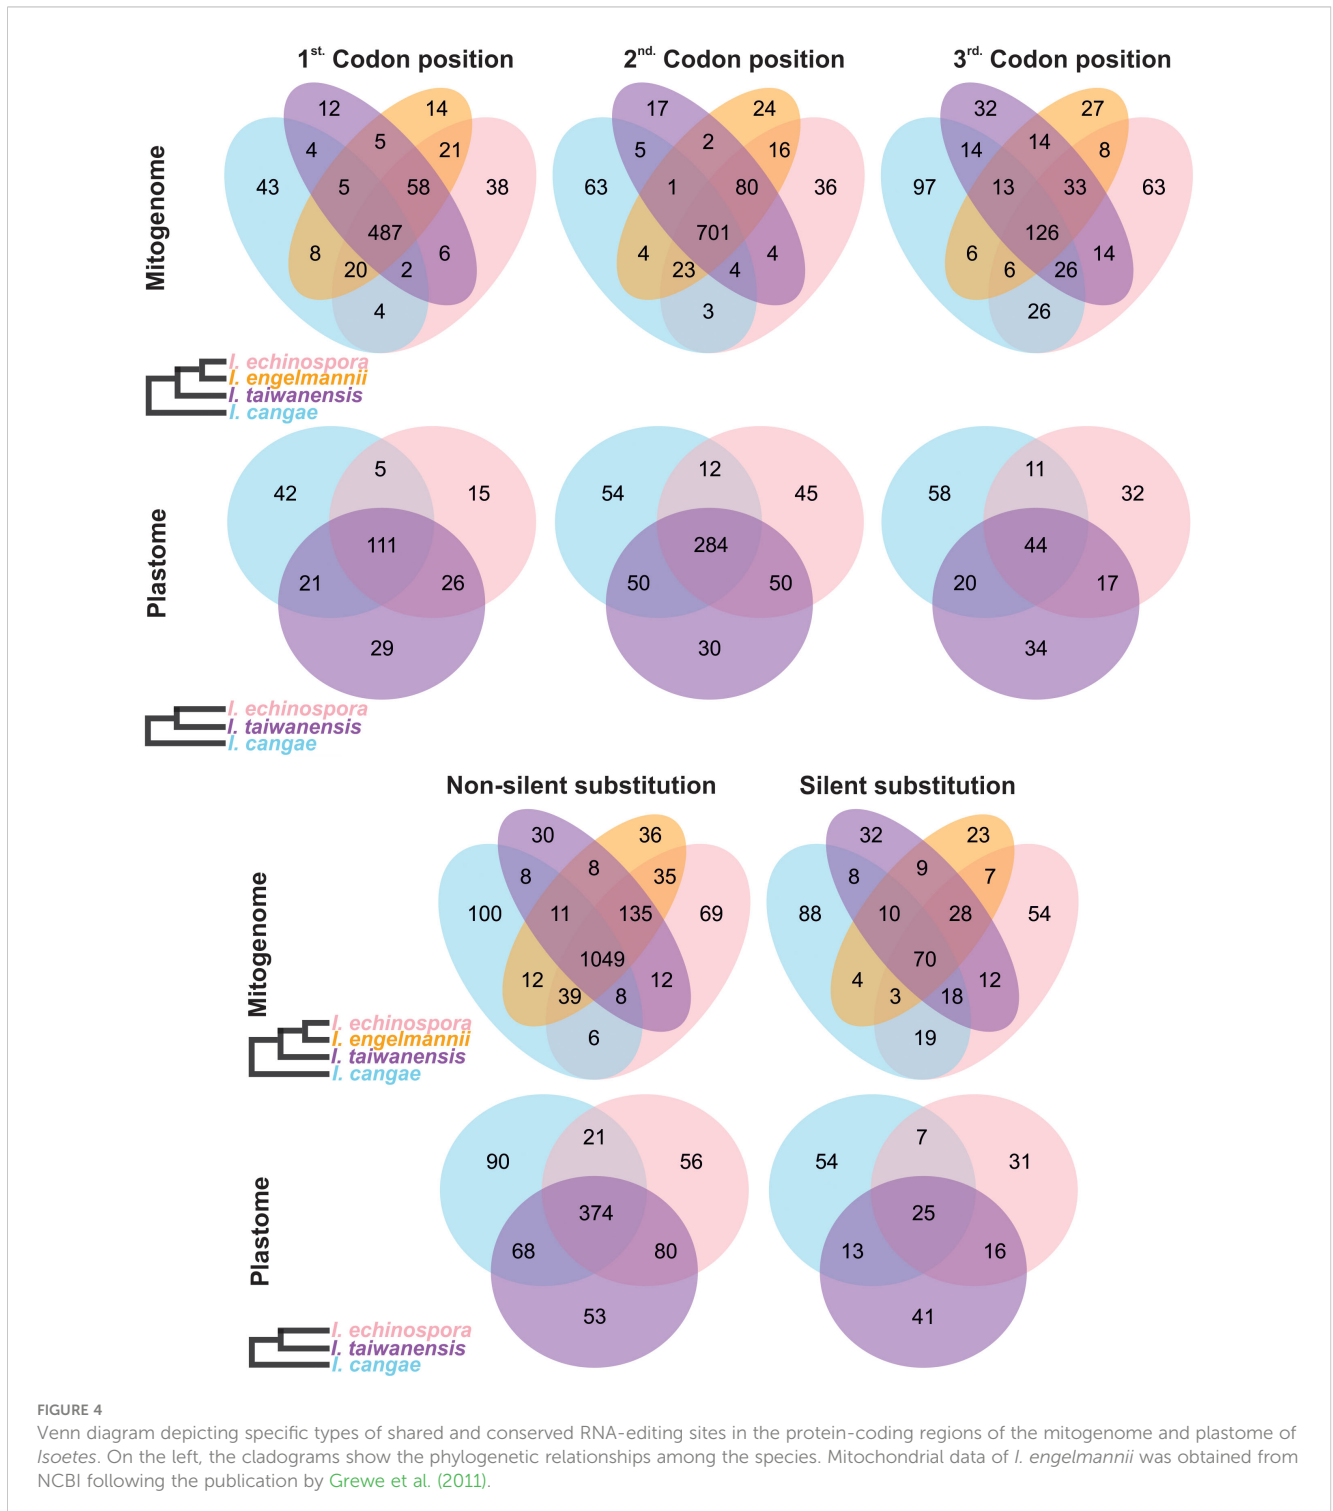 1st. Codon position 2nd. Codon position 3rd. Codon position
Mitogenome
12 14 17 24 32 27
4 5 21 5 2 16 14 14 8
43 5 58 38 63 1 80 36 97 13 33 63
487 701 126
8 6 4 4 6 14
20 2 23 4 6 26
4 3 26
I. echinospora
I. engelmannii
I. taiwanensis
I. cangae
Plastome
5 12 11
42 15 54 45 58 32
111 284 44
21 26 50 50 20 17
29 30 34
I. echinospora
I. taiwanensis
I. cangae
Non-silent substitution Silent substitution
Mitogenome
30 36 32 23
8 8 35 8 9 7
100 11 135 69 88 10 28 54
1049 70
12 12 4 12
39 8 3 18
6 19
I. echinospora
I. engelmannii
I. taiwanensis
I. cangae
Plastome
21 7
90 56 54 31
374 25
68 80 13 16
53 41
I. echinospora
I. taiwanensis
I. cangae
FIGURE 4
Venn diagram depicting specific types of shared and conserved RNA-editing sites in the protein-coding regions of the mitogenome and plastome of
Isoetes. On the left, the cladograms show the phylogenetic relationships among the species. Mitochondrial data of I. engelmannii was obtained from
NCBI following the publication by Grewe et al. (2011).